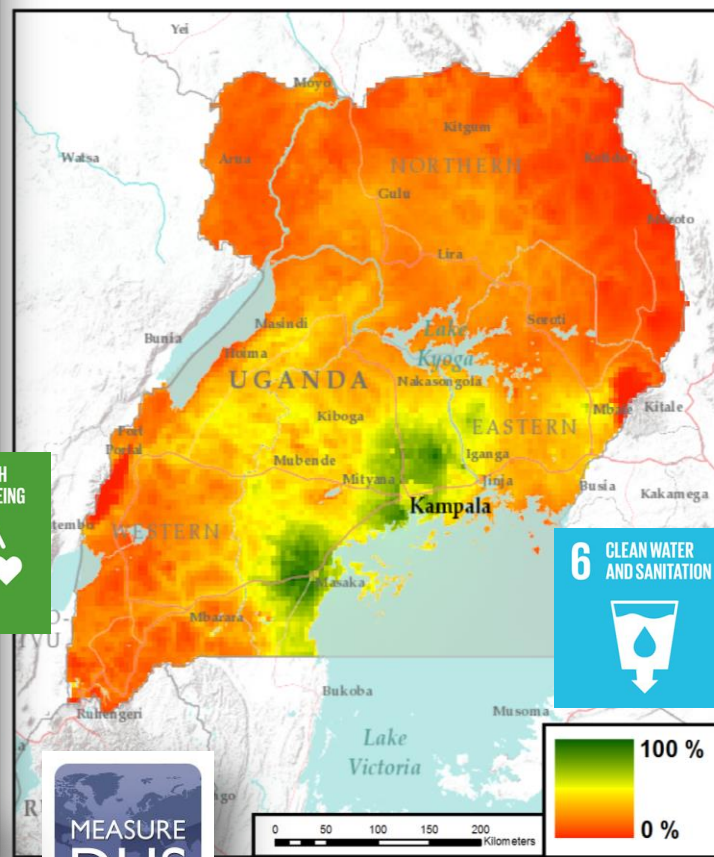 Yei
Moyo
Watsa
Arua
Kitgum
NORTHERN
Gulu
Lira
Bunia
Masindi
Hoima
Lake
Kyoga
Soroti
UGANDA
Nakasongola
Kiboga
EASTERN
Mbale
Kitale
Fort
Portal
Mubende
Mityana
Iganga
Jinja
Busia
Kakamega
Kampala
WESTERN
Masaka
Mbarara
Ruhengeri
Bukoba
Musoma
Lake
Victoria
6 CLEAN WATER
AND SANITATION
100 %
0 %
0 50 100 150 200
Kilometers
MEASURE
DHS